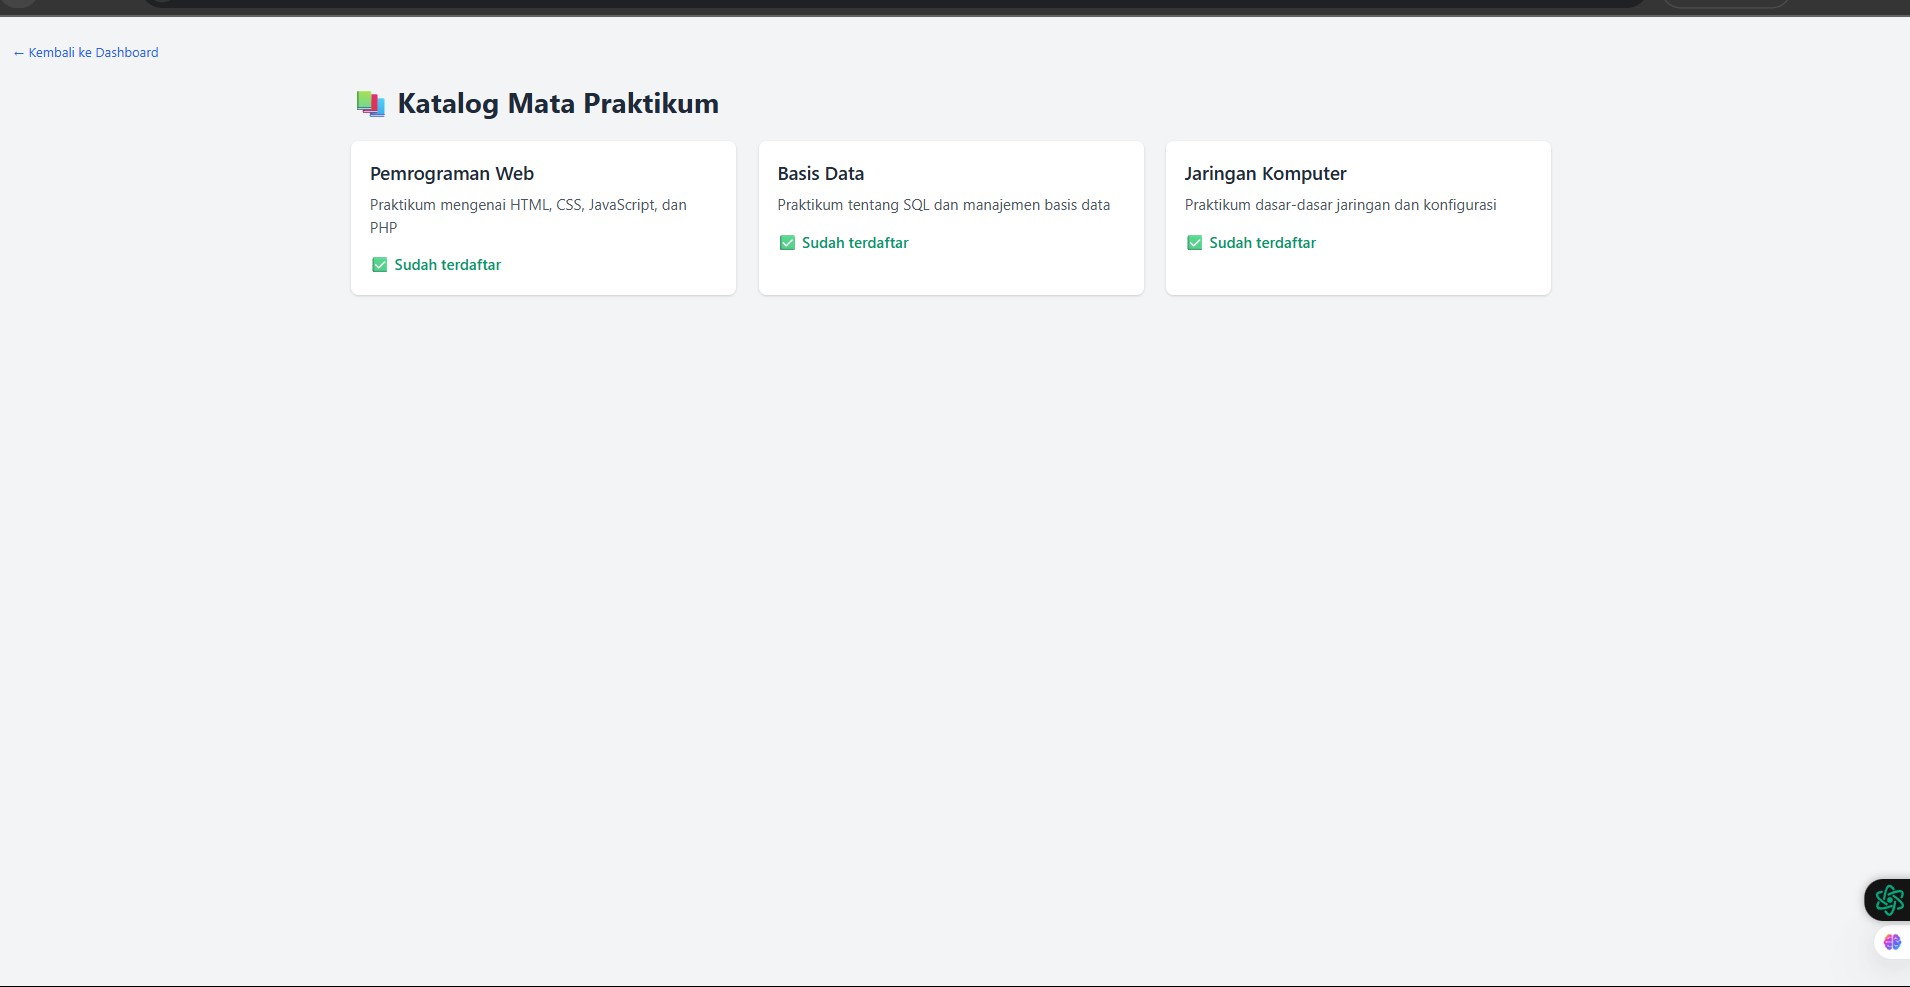 ← Kembali ke Dashboard
📚 Katalog Mata Praktikum
Pemrograman Web
Praktikum mengenai HTML, CSS, JavaScript, dan
PHP
✅ Sudah terdaftar
Basis Data
Praktikum tentang SQL dan manajemen basis data
✅ Sudah terdaftar
Jaringan Komputer
Praktikum dasar-dasar jaringan dan konfigurasi
✅ Sudah terdaftar